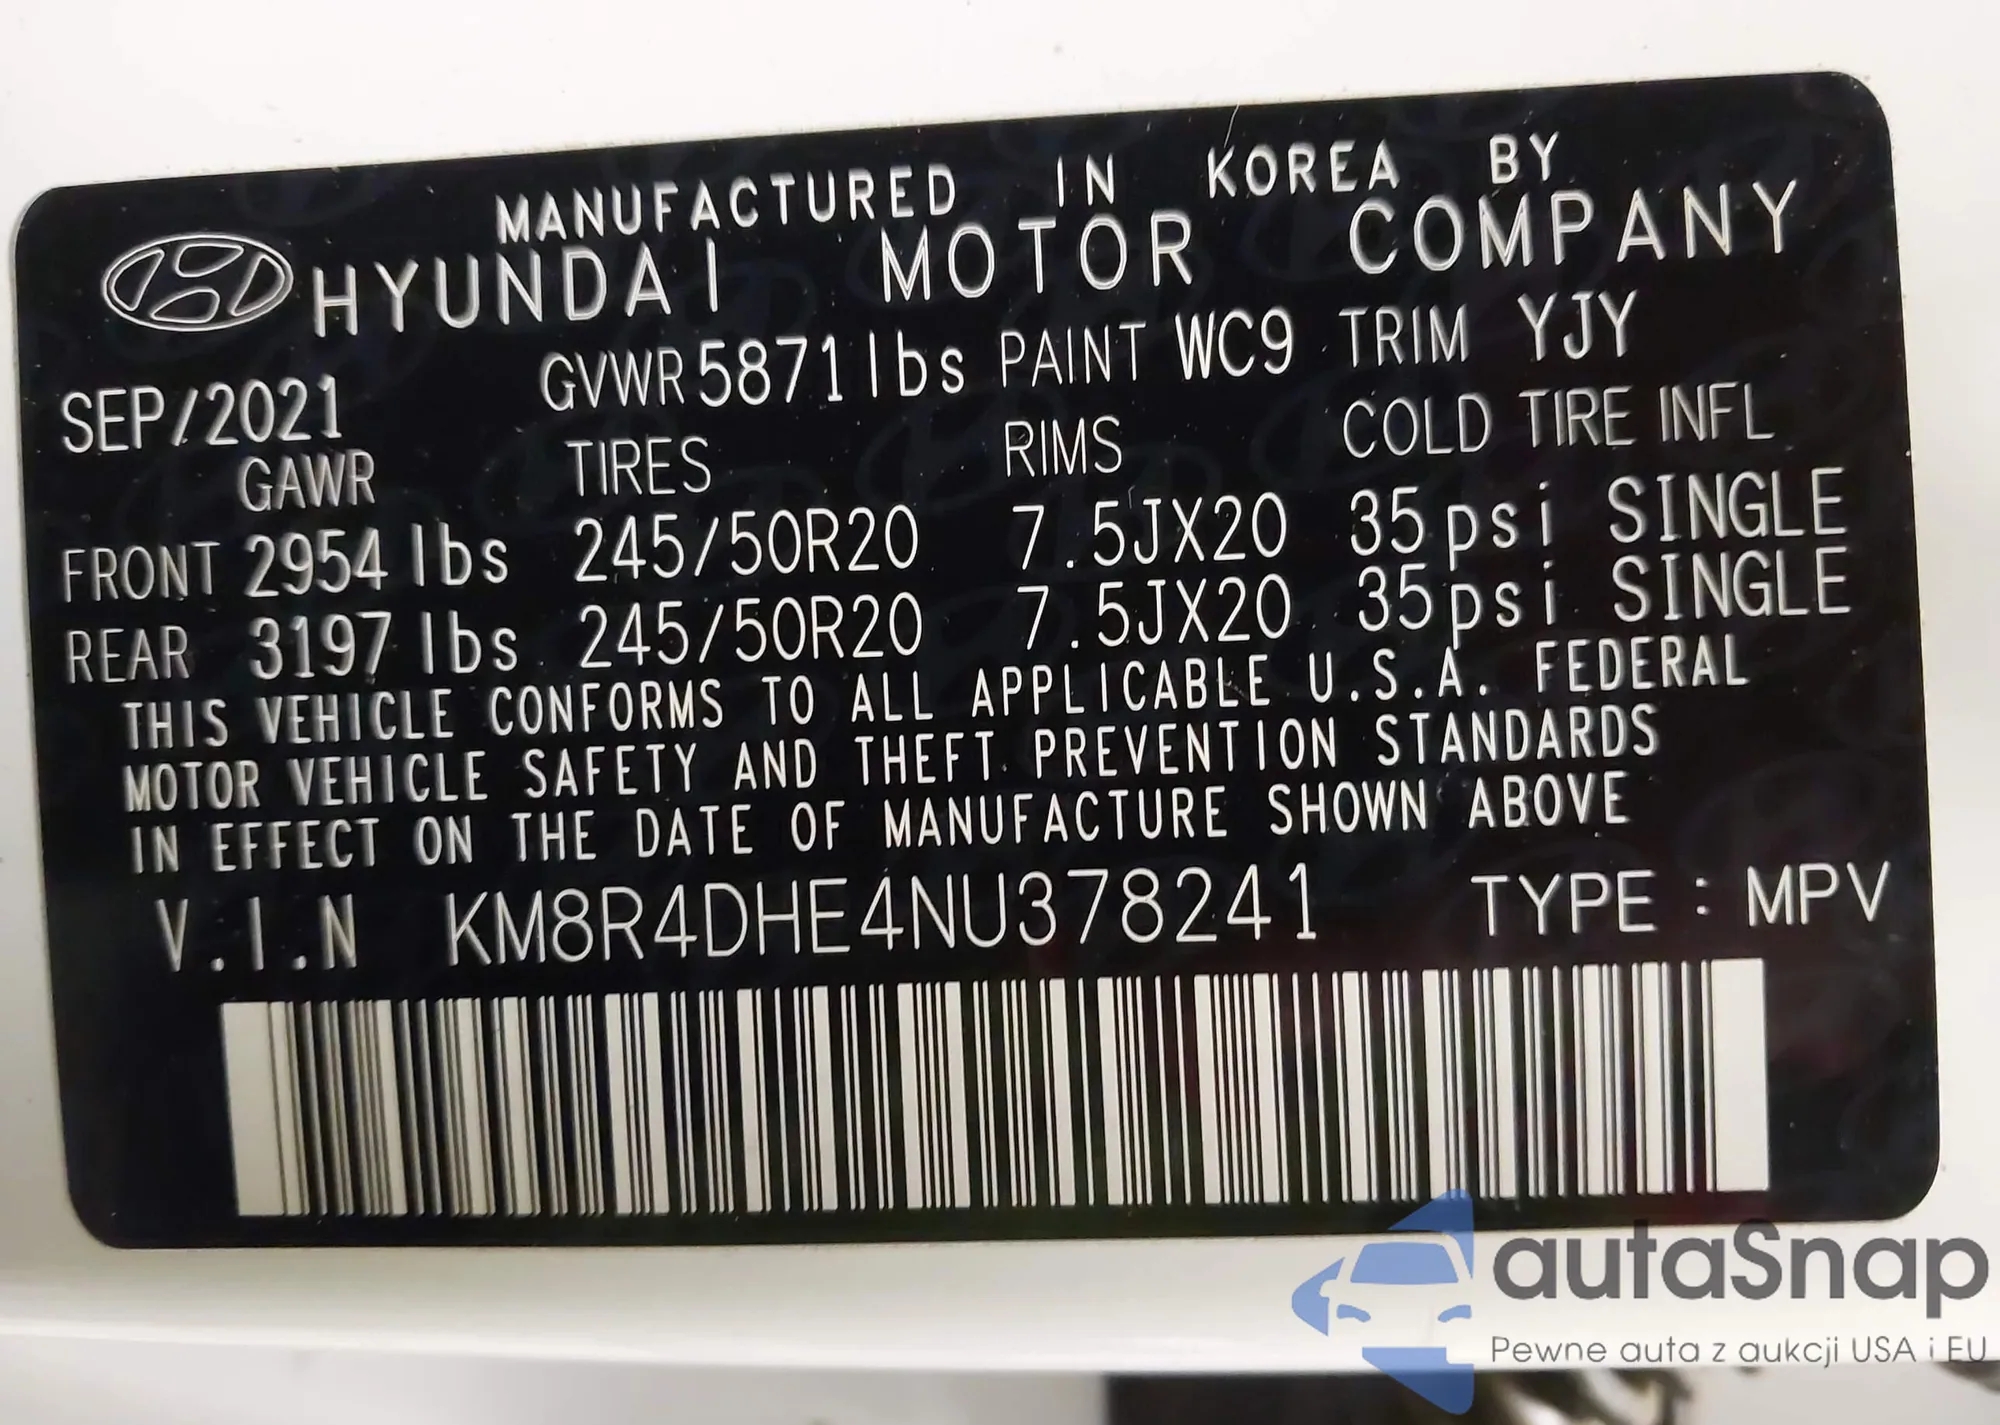 MANUFACTURED IN KOREA BY
HYUNDAI MOTOR COMPANY
SEP/2021 GVWR 5871 lbs PAINT WC9 TRIM YJY
GAWR TIRES RIMS COLD TIRE INFL
FRONT 2954 lbs 245/50R20 7.5JX20 35psi SINGLE
REAR 3197 lbs 245/50R20 7.5JX20 35psi SINGLE
THIS VEHICLE CONFORMS TO ALL APPLICABLE U.S.A. FEDERAL
MOTOR VEHICLE SAFETY AND THEFT PREVENTION STANDARDS
IN EFFECT ON THE DATE OF MANUFACTURE SHOWN ABOVE
V.I.N KM8R4DHE4NU378241 TYPE : MPV
autaSnap
Pewne auta z aukcji USA i EU